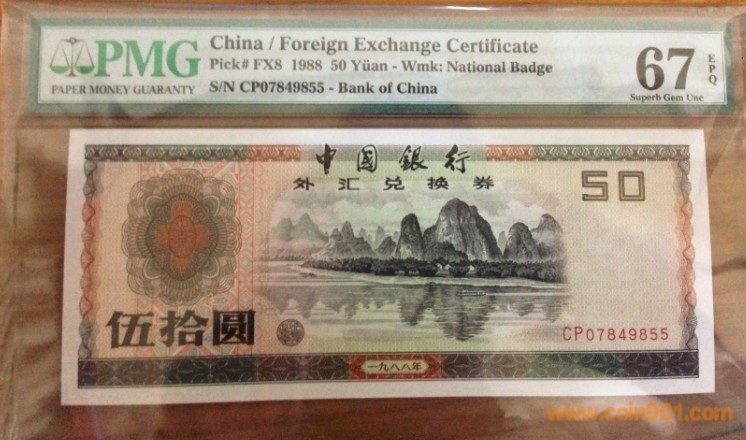 PMG
PAPER MONEY GUARANTY
China / Foreign Exchange Certificate
Pick# FX8 1988 50 Yüan - Wmk: National Badge
S/N CP07849855 - Bank of China
67 EPQ
Superb Gem Unc
中國銀行
外汇兑换券
50
伍拾圆
CP07849855
一九八八年
www.coin001.com